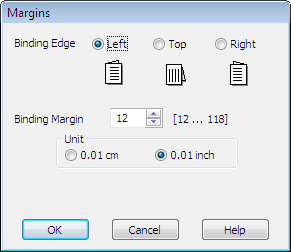 Margins
Binding Edge Left Top Right
Binding Margin 12 [12 ... 118]
Unit
0.01 cm 0.01 inch
OK Cancel Help